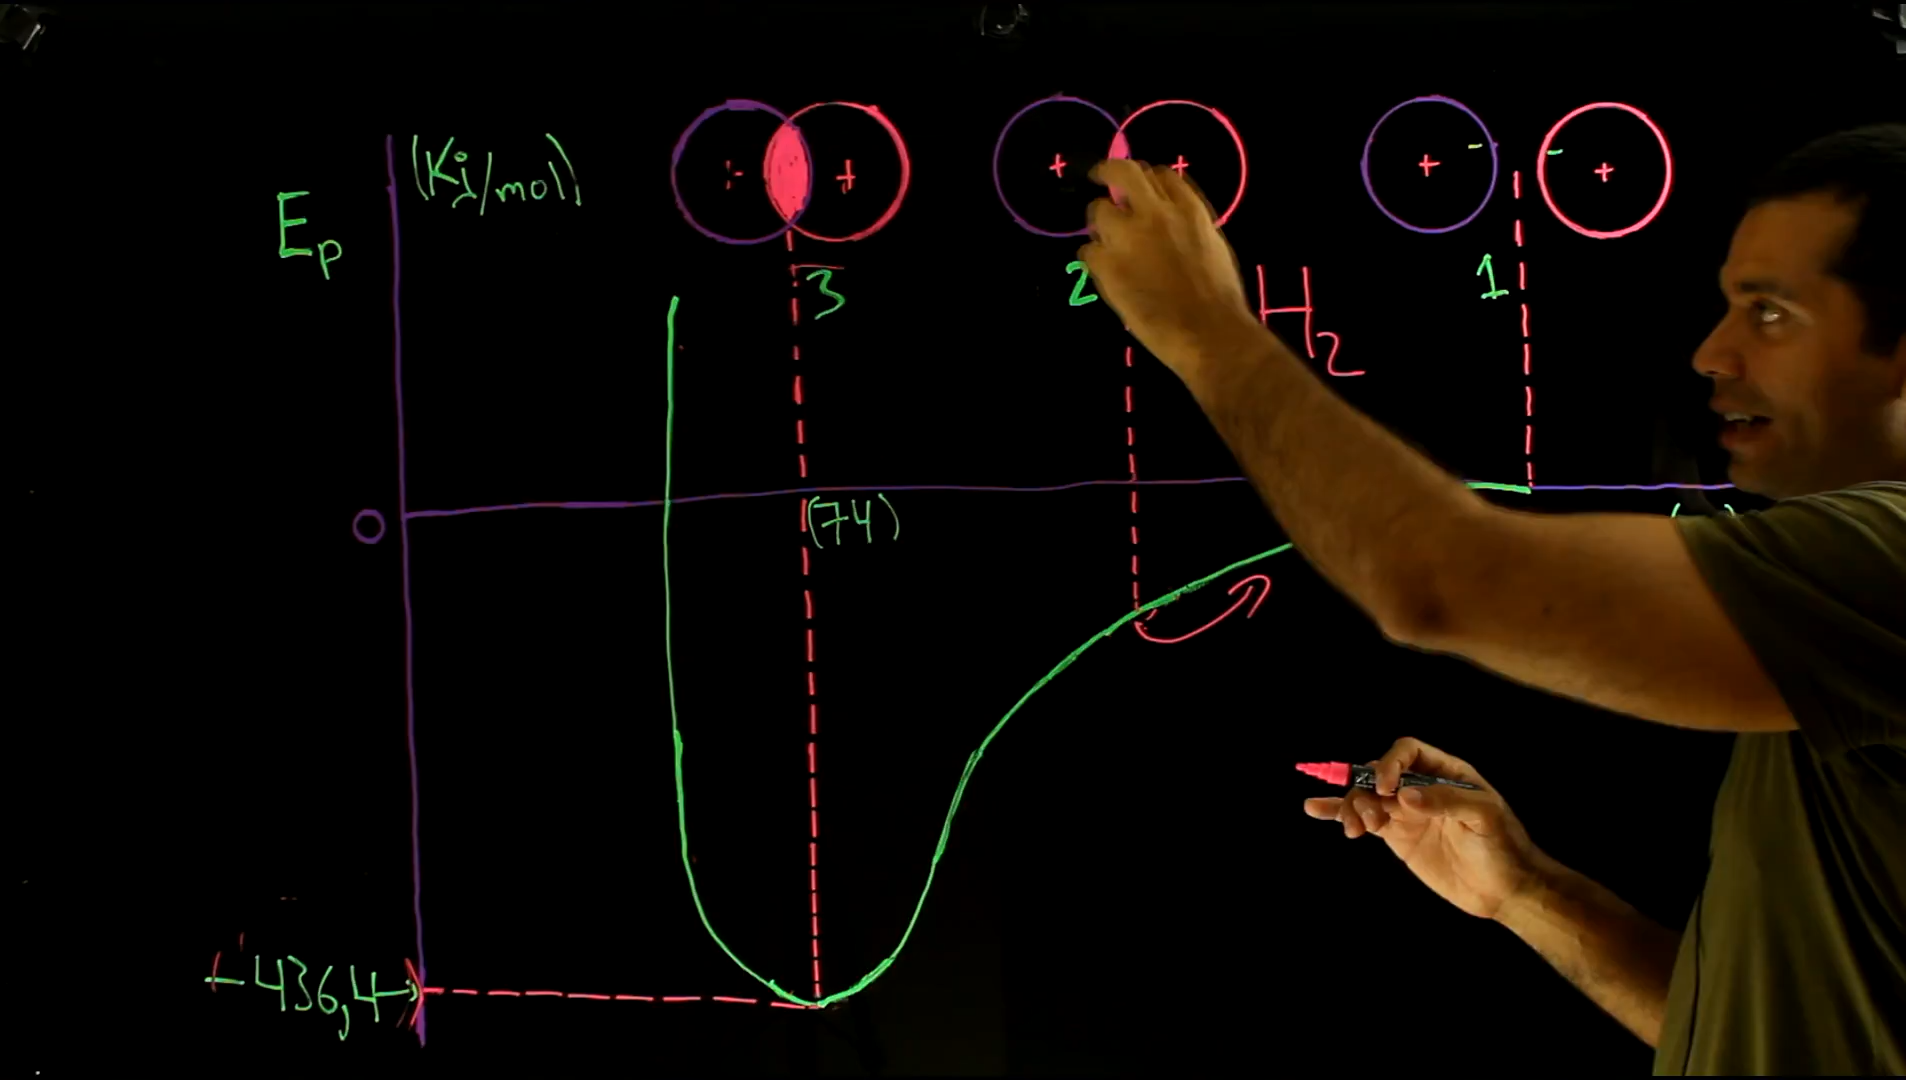 (Kj/mol)
+ + + + + - - +
Ep
3 2 1
H2
0
(74)
-436,4